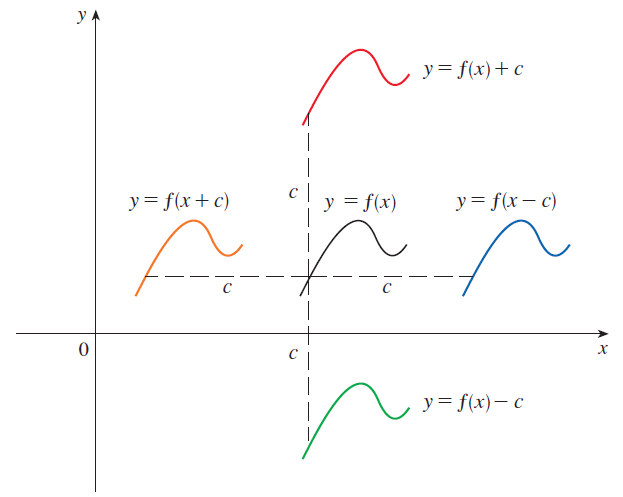 y
y = f(x) + c
c
y = f(x + c)
y = f(x)
y = f(x − c)
c
c
0
c
x
y = f(x) − c